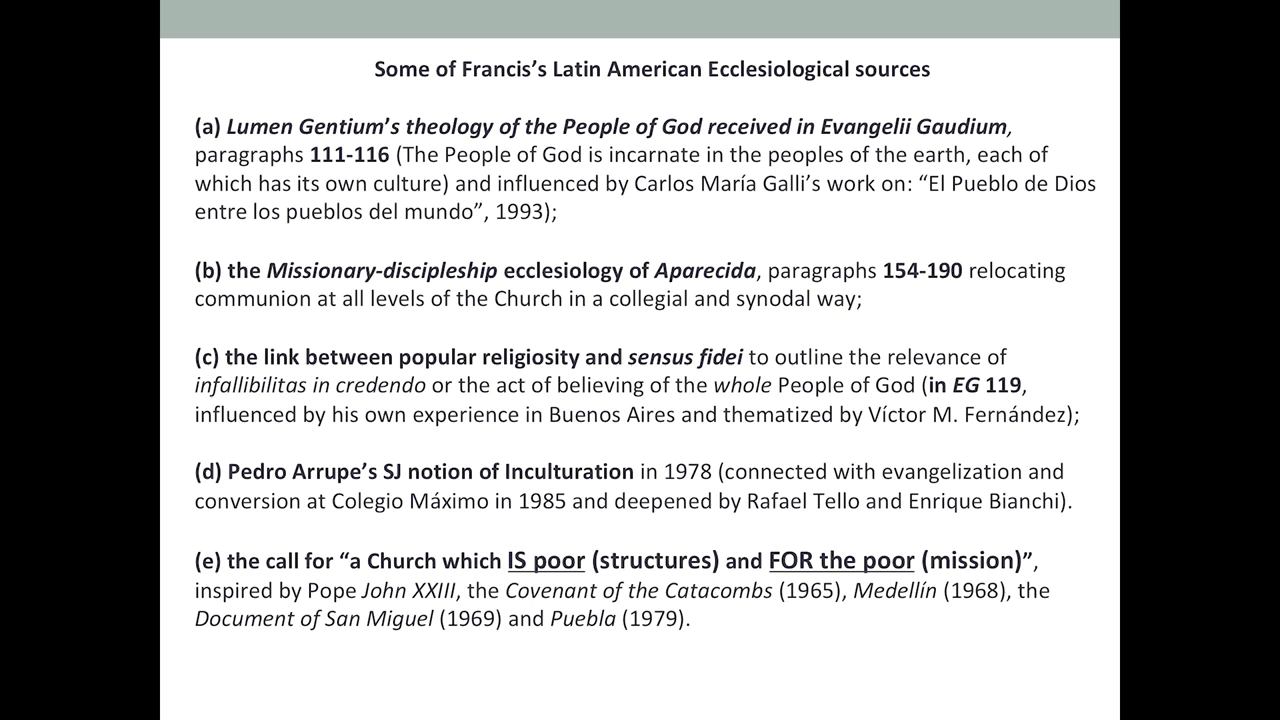 Some of Francis’s Latin American Ecclesiological sources
(a) Lumen Gentium’s theology of the People of God received in Evangelii Gaudium,
paragraphs 111-116 (The People of God is incarnate in the peoples of the earth, each of
which has its own culture) and influenced by Carlos María Galli’s work on: “El Pueblo de Dios
entre los pueblos del mundo”, 1993);
(b) the Missionary-discipleship ecclesiology of Aparecida, paragraphs 154-190 relocating
communion at all levels of the Church in a collegial and synodal way;
(c) the link between popular religiosity and sensus fidei to outline the relevance of
infallibilitas in credendo or the act of believing of the whole People of God (in EG 119,
influenced by his own experience in Buenos Aires and thematized by Víctor M. Fernández);
(d) Pedro Arrupe’s SJ notion of Inculturation in 1978 (connected with evangelization and
conversion at Colegio Máximo in 1985 and deepened by Rafael Tello and Enrique Bianchi).
(e) the call for “a Church which IS poor (structures) and FOR the poor (mission)”,
inspired by Pope John XXIII, the Covenant of the Catacombs (1965), Medellín (1968), the
Document of San Miguel (1969) and Puebla (1979).